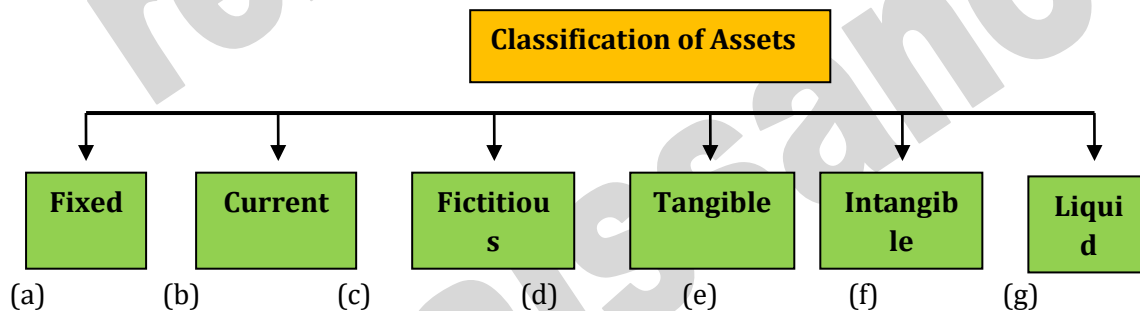 Classification of Assets
Fixed Current Fictitiou Tangible Intangib Liqui
s le d
(a) (b) (c) (d) (e) (f) (g)